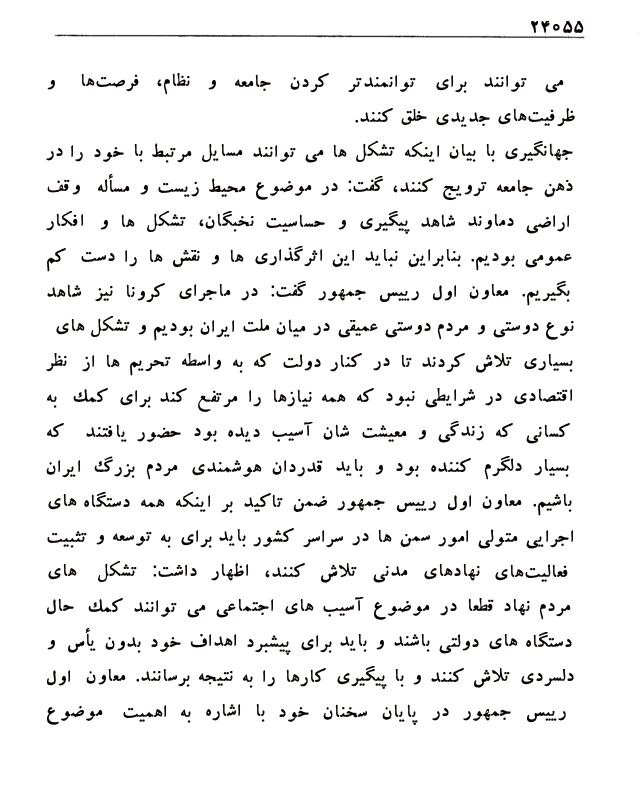 ۲۴۰۵۵
می توانند برای توانمندتر کردن جامعه و نظام، فرصت‌ها و
ظرفیت‌های جدیدی خلق کنند.
جهانگیری با بیان اینکه تشکل ها می توانند مسایل مرتبط با خود را در
ذهن جامعه ترویج کنند، گفت: در موضوع محیط زیست و مسأله وقف
اراضی دماوند شاهد پیگیری و حساسیت نخبگان، تشکل ها و افکار
عمومی بودیم. بنابراین نباید این اثرگذاری ها و نقش ها را دست کم
بگیریم. معاون اول رییس جمهور گفت: در ماجرای کرونا نیز شاهد
نوع دوستی و مردم دوستی عمیقی در میان ملت ایران بودیم و تشکل های
بسیاری تلاش کردند تا در کنار دولت که به واسطه تحریم ها از نظر
اقتصادی در شرایطی نبود که همه نیازها را مرتفع کند برای کمك به
کسانی که زندگی و معیشت شان آسیب دیده بود حضور یافتند که
بسیار دلگرم کننده بود و باید قدردان هوشمندی مردم بزرگ ایران
باشیم. معاون اول رییس جمهور ضمن تاکید بر اینکه همه دستگاه های
اجرایی متولی امور سمن ها در سراسر کشور باید برای به توسعه و تثبیت
فعالیت‌های نهادهای مدنی تلاش کنند، اظهار داشت: تشکل های
مردم نهاد قطعا در موضوع آسیب های اجتماعی می توانند کمك حال
دستگاه های دولتی باشند و باید برای پیشبرد اهداف خود بدون یأس و
دلسردی تلاش کنند و با پیگیری کارها را به نتیجه برسانند. معاون اول
رییس جمهور در پایان سخنان خود با اشاره به اهمیت موضوع